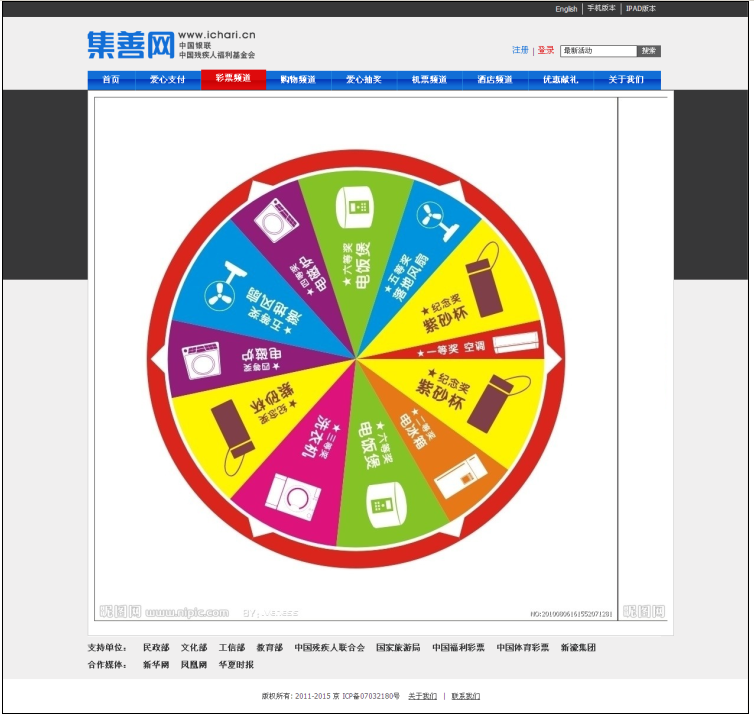 English | 手机版本 | IPAD版本
集善网
www.ichari.cn
中国银联
中国残疾人福利基金会
注册 | 登录 最新活动 搜索
首页 爱心支付 彩票频道 购物频道 爱心抽奖 机票频道 酒店频道 优惠献礼 关于我们
★六等奖
电饭煲
★五等奖
落地风扇
★纪念奖
紫砂杯
★一等奖 空调
★纪念奖
紫砂杯
★二等奖
电冰箱
★六等奖
电饭煲
★三等奖
洗衣机
★纪念奖
紫砂杯
★四等奖
电磁炉
★五等奖
落地风扇
★四等奖
电磁炉
昵图网 www.nipic.com
昵图网
支持单位: 民政部 文化部 工信部 教育部 中国残疾人联合会 国家旅游局 中国福利彩票 中国体育彩票 新濠集团
合作媒体: 新华网 凤凰网 华夏时报
版权所有: 2011-2015 京 ICP备07032180号 关于我们 | 联系我们